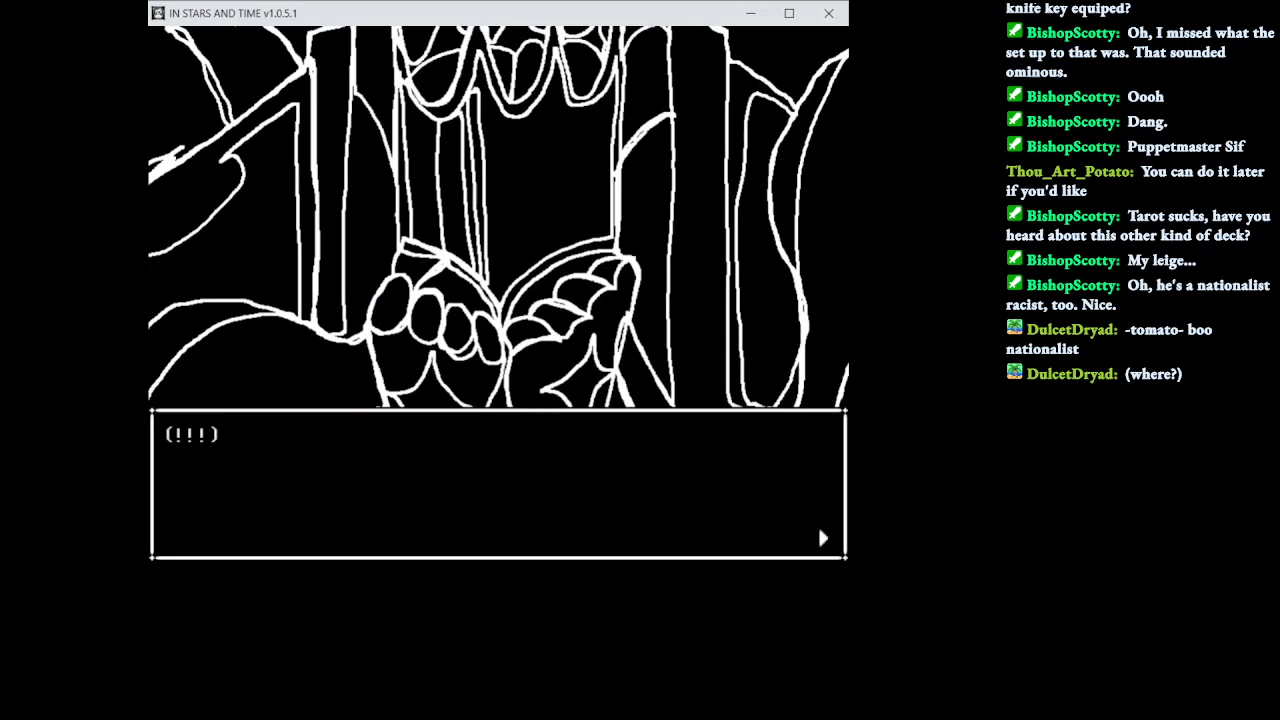 IN STARS AND TIME v1.0.5.1
(!!!)
knife key equiped?
BishopScotty: Oh, I missed what the
set up to that was. That sounded
ominous.
BishopScotty: Oooh
BishopScotty: Dang.
BishopScotty: Puppetmaster Sif
Thou_Art_Potato: You can do it later
if you'd like
BishopScotty: Tarot sucks, have you
heard about this other kind of deck?
BishopScotty: My leige...
BishopScotty: Oh, he's a nationalist
racist, too. Nice.
DulcetDryad: -tomato- boo
nationalist
DulcetDryad: (where?)